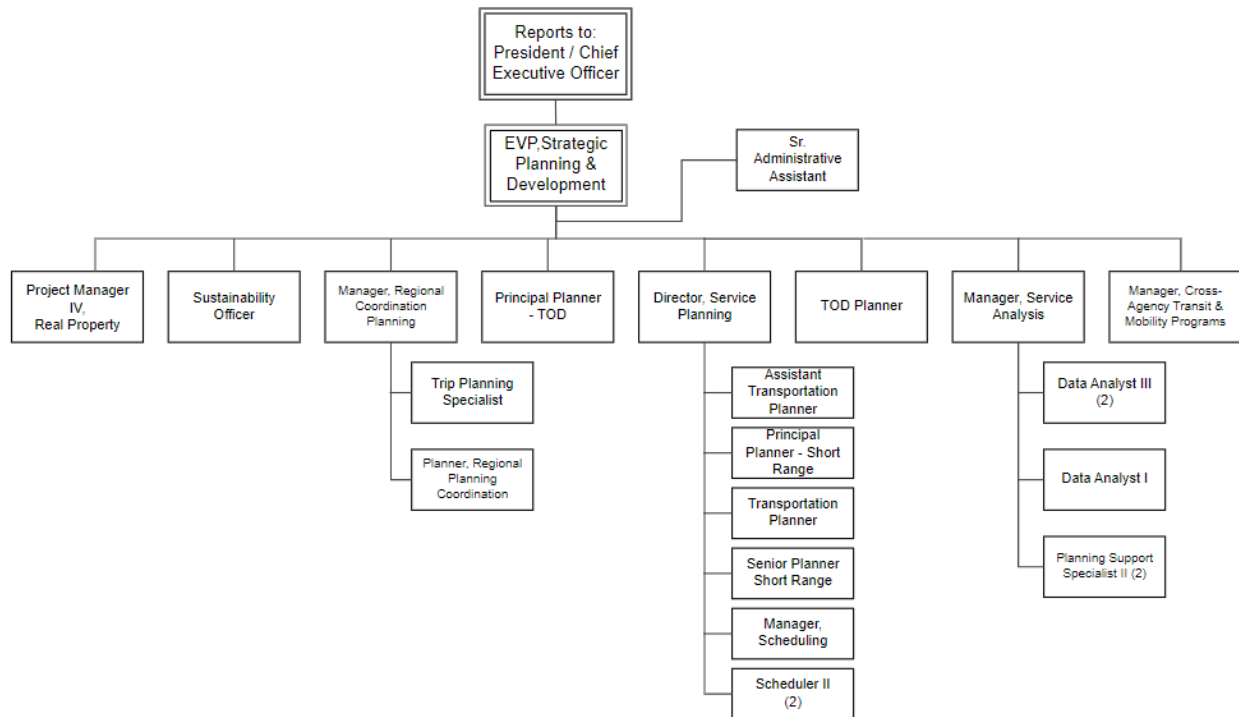 Reports to:
President / Chief
Executive Officer
EVP,Strategic
Planning &
Development
Sr.
Administrative
Assistant
Project Manager
IV,
Real Property
Sustainability
Officer
Manager, Regional
Coordination
Planning
Principal Planner
- TOD
Director, Service
Planning
TOD Planner
Manager, Service
Analysis
Manager, Cross-
Agency Transit &
Mobility Programs
Trip Planning
Specialist
Planner, Regional
Planning
Coordination
Assistant
Transportation
Planner
Principal
Planner - Short
Range
Transportation
Planner
Senior Planner
Short Range
Manager,
Scheduling
Scheduler II
(2)
Data Analyst III
(2)
Data Analyst I
Planning Support
Specialist II (2)